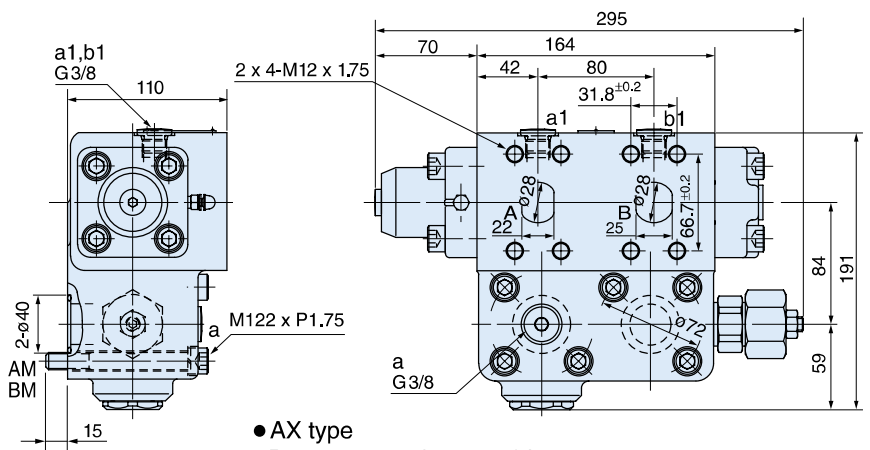 295
70
164
a1,b1
G3/8
110
2 x 4-M12 x 1.75
42
80
31.8±0.2
a1
b1
ø28
ø28
A
B
22
25
66.7±0.2
84
191
2-ø40
a
M122 x P1.75
ø72
AM
BM
a
G3/8
59
15
● AX type